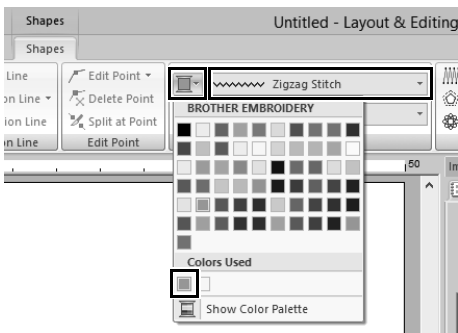 Shapes
Untitled - Layout & Editing
Shapes
Line
Edit Point
Zigzag Stitch
on Line
Delete Point
BROTHER EMBROIDERY
ion Line
Split at Point
n Line
Edit Point
50
Im
Colors Used
Show Color Palette